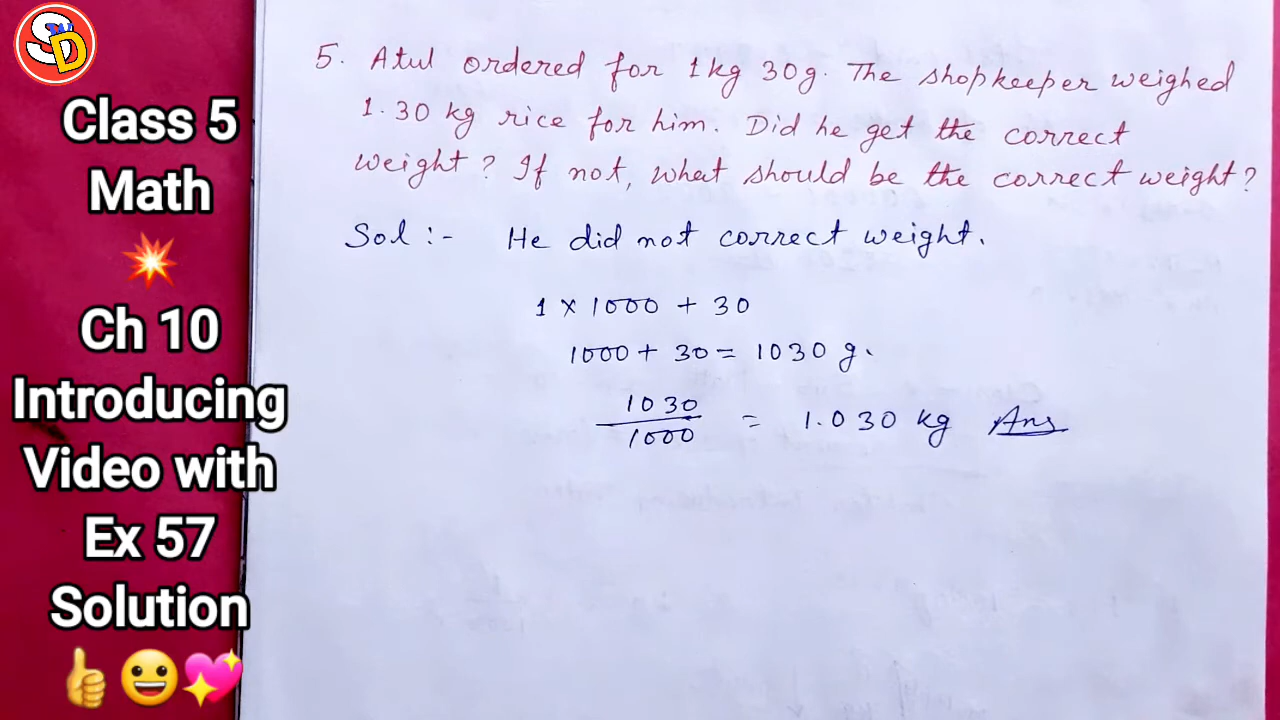 SD
Class 5
Math
Ch 10
Introducing
Video with
Ex 57
Solution
5. Atul ordered for 1kg 30g. The shopkeeper weighed
1.30 kg rice for him. Did he get the correct
weight? If not, what should be the correct weight?
Sol :- He did not correct weight.
1 × 1000 + 30
1000 + 30 = 1030 g.
1030
1000
= 1.030 kg Ans